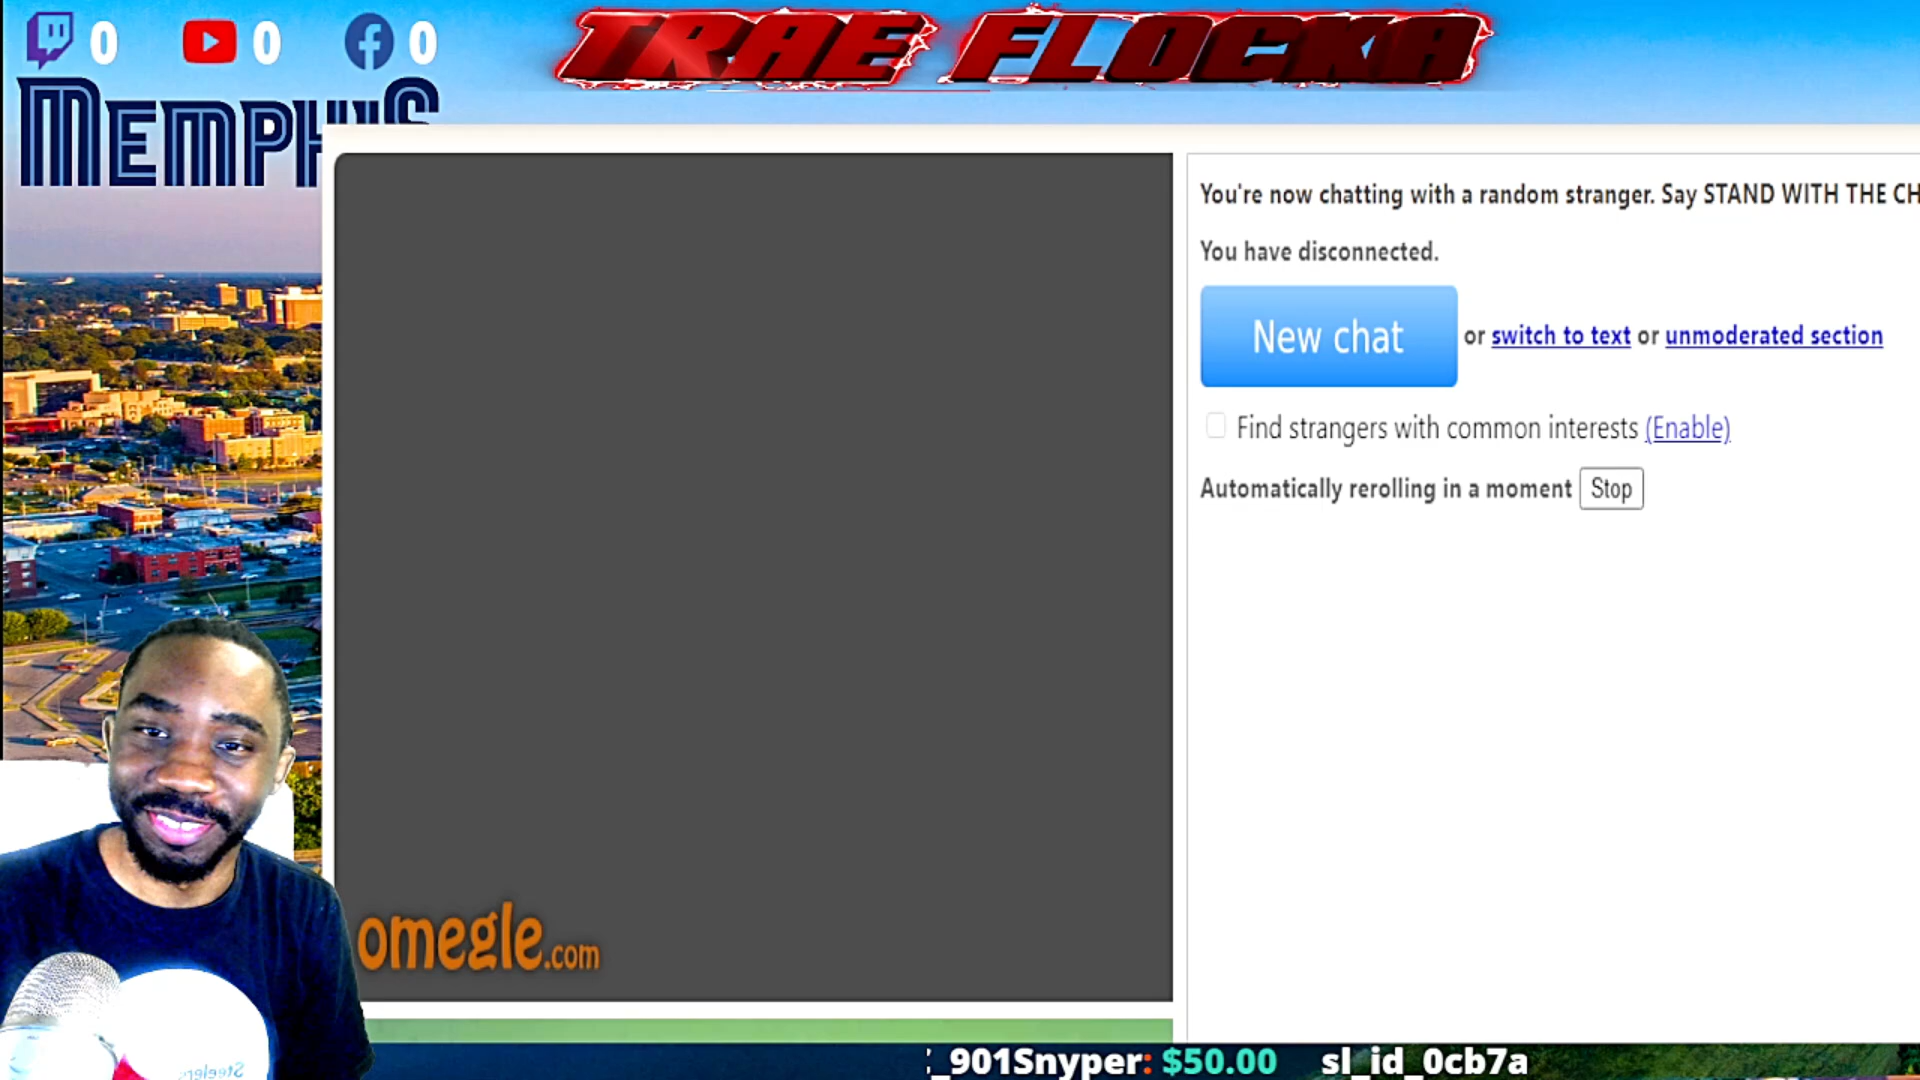 0 0 0
TRAE FLOCKA
MEMPHIS
You're now chatting with a random stranger. Say STAND WITH THE CH
You have disconnected.
New chat or switch to text or unmoderated section
Find strangers with common interests (Enable)
Automatically rerolling in a moment Stop
omegle.com
Steelers
_901Snyper: $50.00 sl_id_0cb7a